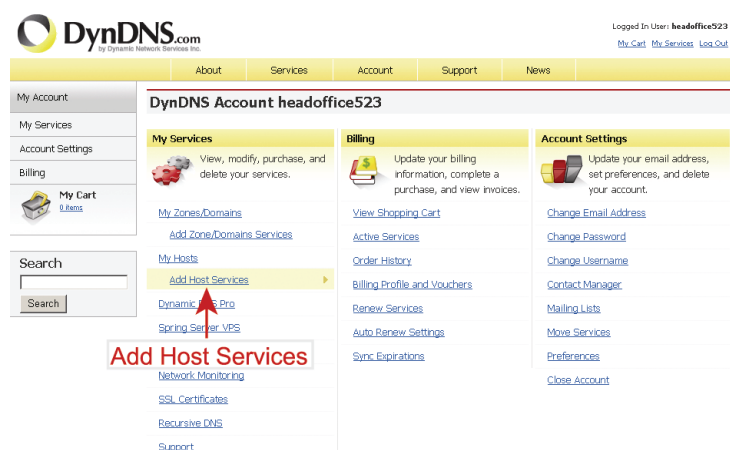 DynDNS.com
by Dynamic Network Services Inc.
Logged In User: headoffice523
My Cart My Services Log Out
About Services Account Support News
My Account
My Services
Account Settings
Billing
My Cart
0 items
Search
Search
DynDNS Account headoffice523
My Services
View, modify, purchase, and
delete your services.
My Zones/Domains
Add Zone/Domains Services
My Hosts
Add Host Services
Dynamic DNS Pro
Spring Server VPS
Add Host Services
Network Monitoring
SSL Certificates
Recursive DNS
Support
Billing
Update your billing
information, complete a
purchase, and view invoices.
View Shopping Cart
Active Services
Order History
Billing Profile and Vouchers
Renew Services
Auto Renew Settings
Sync Expirations
Account Settings
Update your email address,
set preferences, and delete
your account.
Change Email Address
Change Password
Change Username
Contact Manager
Mailing Lists
Move Services
Preferences
Close Account